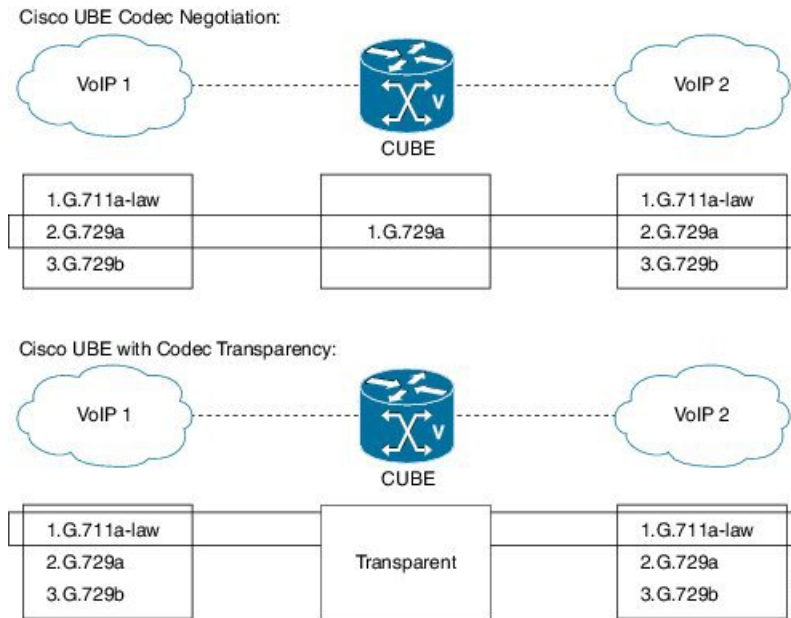 Cisco UBE Codec Negotiation:
VoIP 1
V
VoIP 2
CUBE
1.G.711a-law
1.G.711a-law
2.G.729a
1.G.729a
2.G.729a
3.G.729b
3.G.729b
Cisco UBE with Codec Transparency:
VoIP 1
V
VoIP 2
CUBE
1.G.711a-law
1.G.711a-law
2.G.729a
Transparent
2.G.729a
3.G.729b
3.G.729b